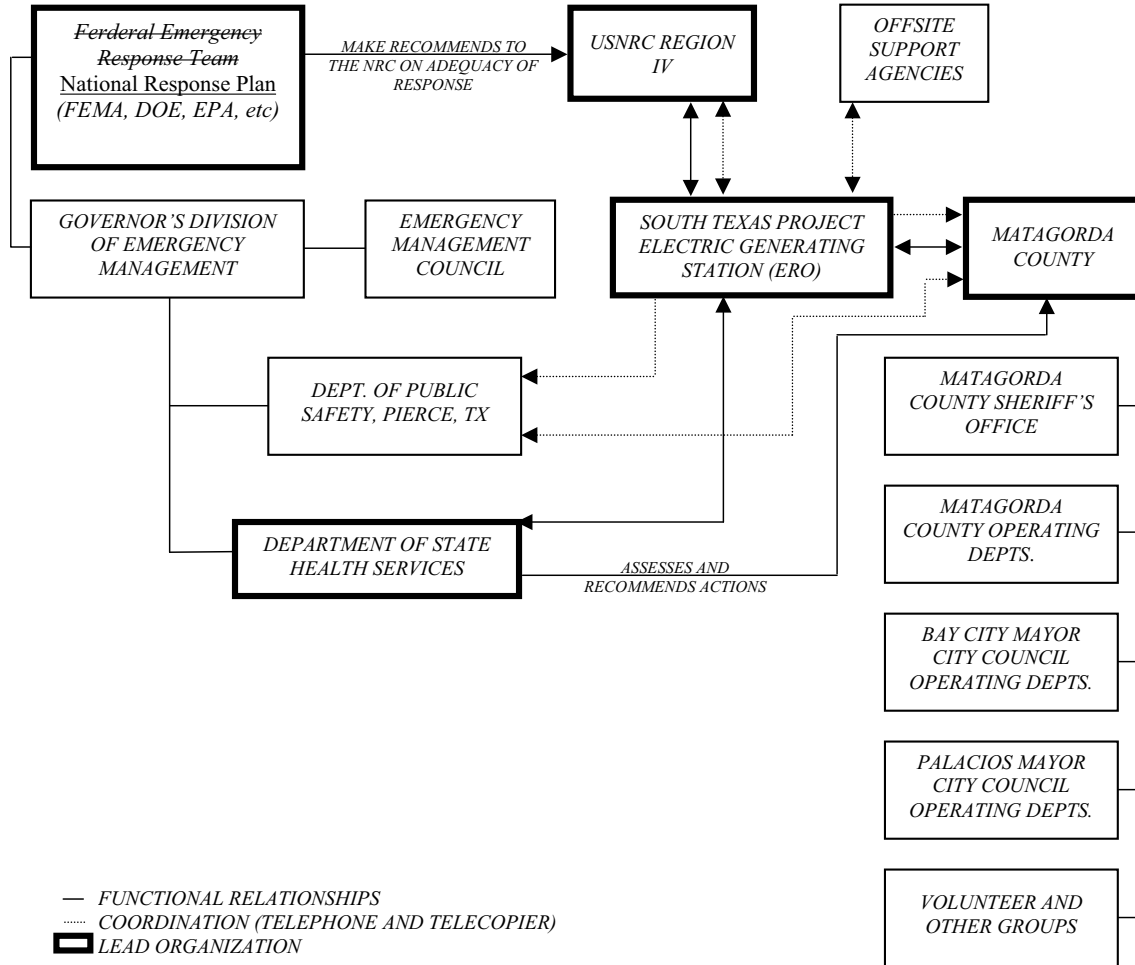 Ferderal Emergency
Response Team
National Response Plan
(FEMA, DOE, EPA, etc)
MAKE RECOMMENDS TO
THE NRC ON ADEQUACY OF
RESPONSE
USNRC REGION
IV
OFFSITE
SUPPORT
AGENCIES
GOVERNOR’S DIVISION
OF EMERGENCY
MANAGEMENT
EMERGENCY
MANAGEMENT
COUNCIL
SOUTH TEXAS PROJECT
ELECTRIC GENERATING
STATION (ERO)
MATAGORDA
COUNTY
DEPT. OF PUBLIC
SAFETY, PIERCE, TX
MATAGORDA
COUNTY SHERIFF’S
OFFICE
MATAGORDA
COUNTY OPERATING
DEPTS.
DEPARTMENT OF STATE
HEALTH SERVICES
ASSESSES AND
RECOMMENDS ACTIONS
BAY CITY MAYOR
CITY COUNCIL
OPERATING DEPTS.
PALACIOS MAYOR
CITY COUNCIL
OPERATING DEPTS.
VOLUNTEER AND
OTHER GROUPS
FUNCTIONAL RELATIONSHIPS
COORDINATION (TELEPHONE AND TELECOPIER)
LEAD ORGANIZATION